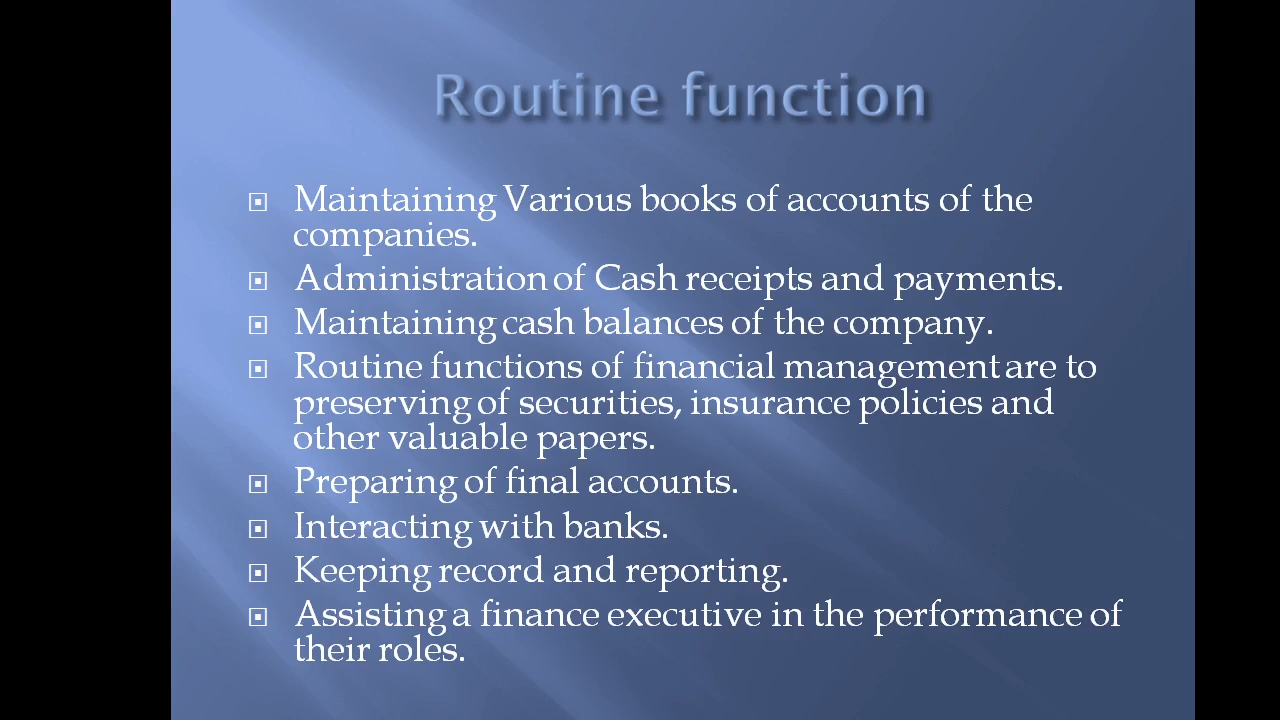 Routine function
Maintaining Various books of accounts of the
companies.
Administration of Cash receipts and payments.
Maintaining cash balances of the company.
Routine functions of financial management are to
preserving of securities, insurance policies and
other valuable papers.
Preparing of final accounts.
Interacting with banks.
Keeping record and reporting.
Assisting a finance executive in the performance of
their roles.